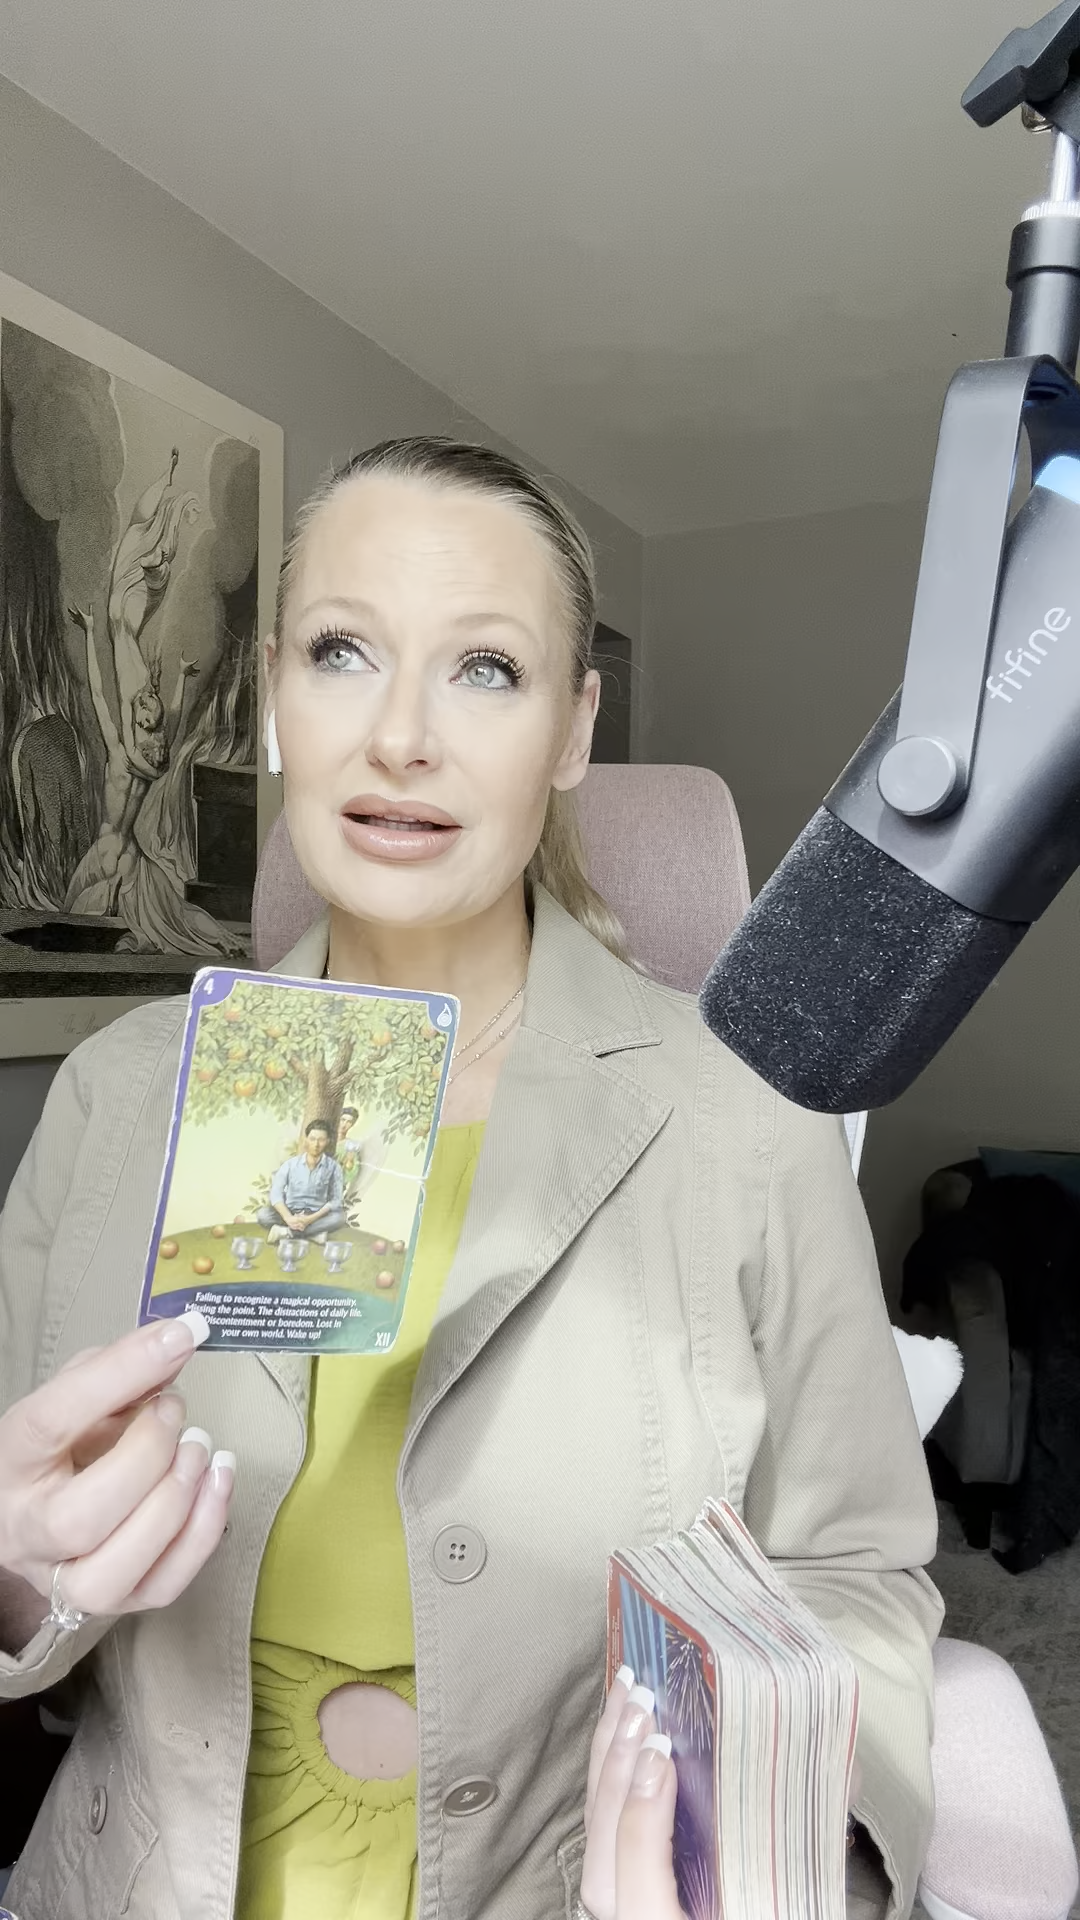 fifine
4
Failing to recognize a magical opportunity.
Missing the point. The distractions of daily life.
Discontentment or boredom. Lost in
your own world. Wake up!
XII